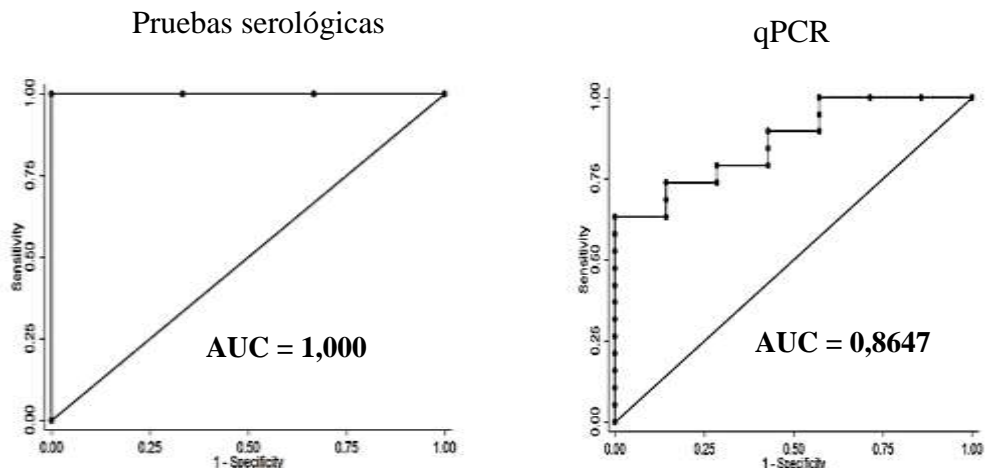 Pruebas serológicas
qPCR
1.00
0.75
0.50
0.25
0.00
Sensitivity
AUC = 1,000
0.00
0.25
0.50
0.75
1.00
1 - Specificity
1.00
0.75
0.50
0.25
0.00
Sensitivity
AUC = 0,8647
0.00
0.25
0.50
0.75
1.00
1 - Specificity